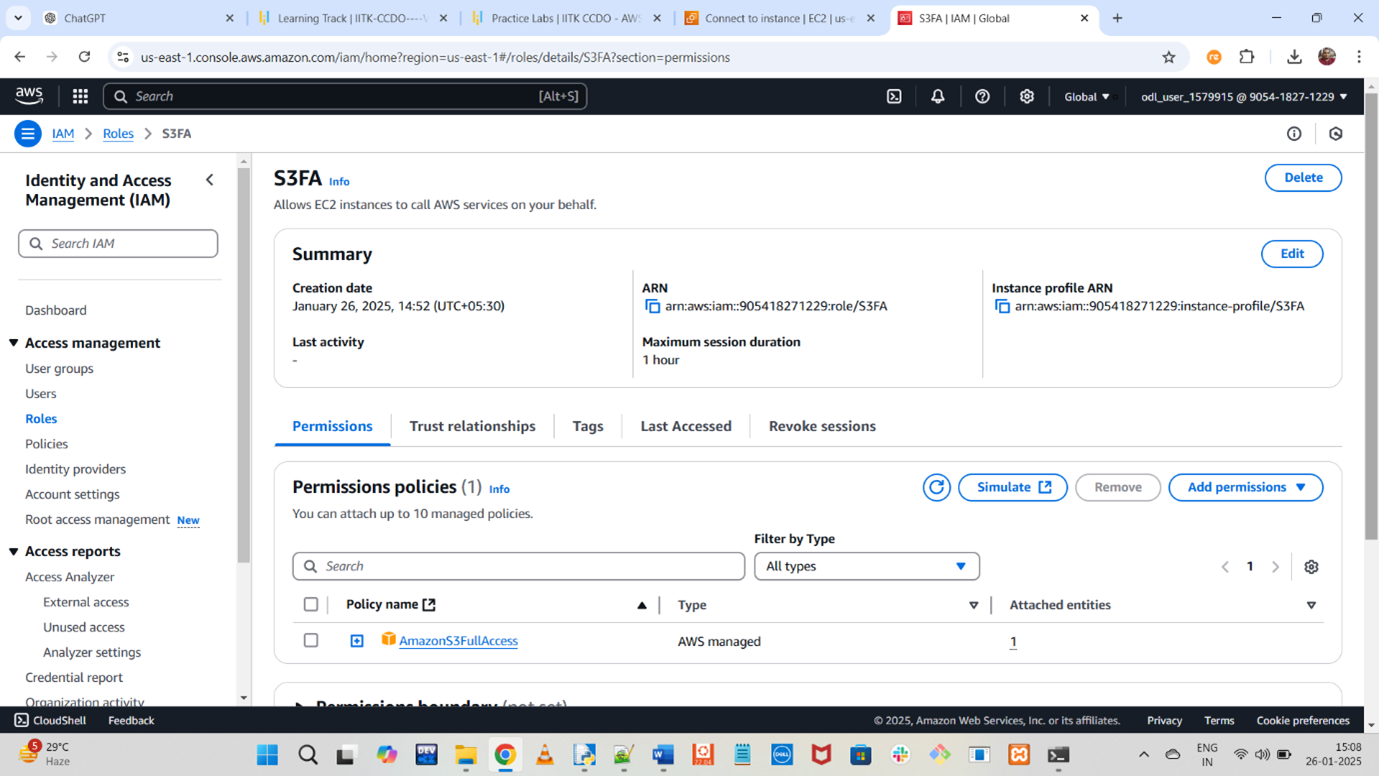 ChatGPT
Learning Track | IITK-CCDO----
Practice Labs | IITK CCDO - AWS
Connect to instance | EC2 | us-e
S3FA | IAM | Global
us-east-1.console.aws.amazon.com/iam/home?region=us-east-1#/roles/details/S3FA?section=permissions
re
aws
Search
[Alt+S]
Global
odl_user_1579915 @ 9054-1827-1229
IAM
Roles
S3FA
Identity and Access
Management (IAM)
Search IAM
Dashboard
Access management
User groups
Users
Roles
Policies
Identity providers
Account settings
Root access management New
Access reports
Access Analyzer
External access
Unused access
Analyzer settings
Credential report
Organization activity
S3FA Info
Delete
Allows EC2 instances to call AWS services on your behalf.
Summary
Edit
Creation date
January 26, 2025, 14:52 (UTC+05:30)
ARN
arn:aws:iam::905418271229:role/S3FA
Instance profile ARN
arn:aws:iam::905418271229:instance-profile/S3FA
Last activity
-
Maximum session duration
1 hour
Permissions
Trust relationships
Tags
Last Accessed
Revoke sessions
Permissions policies (1) Info
Simulate
Remove
Add permissions
You can attach up to 10 managed policies.
Filter by Type
Search
All types
1
Policy name
Type
Attached entities
AmazonS3FullAccess
AWS managed
1
Permissions boundary (not set)
CloudShell
Feedback
© 2025, Amazon Web Services, Inc. or its affiliates.
Privacy
Terms
Cookie preferences
5
29°C
Haze
DEV
22.04
DELL
ENG
IN
15:08
26-01-2025